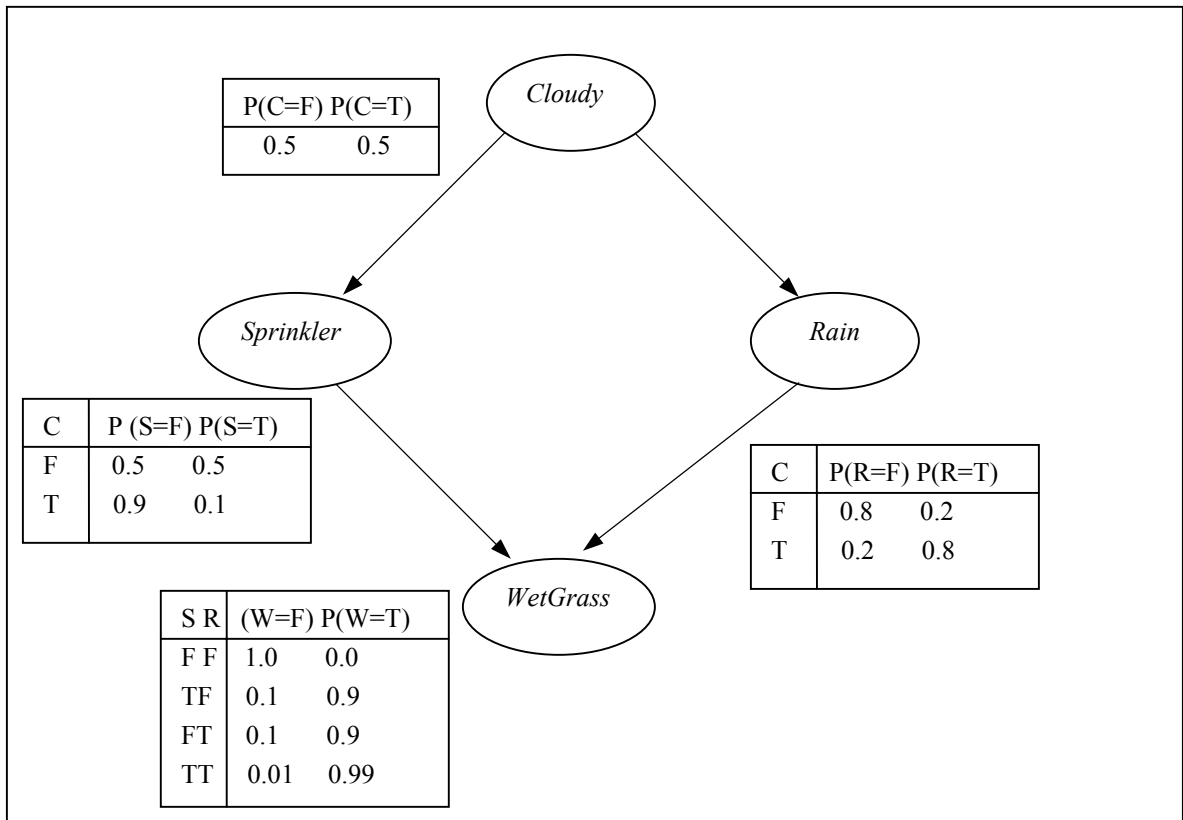 Cloudy
P(C=F) P(C=T)
0.5 0.5
Sprinkler
Rain
C P (S=F) P(S=T)
F 0.5 0.5
T 0.9 0.1
C P(R=F) P(R=T)
F 0.8 0.2
T 0.2 0.8
WetGrass
S R (W=F) P(W=T)
F F 1.0 0.0
TF 0.1 0.9
FT 0.1 0.9
TT 0.01 0.99